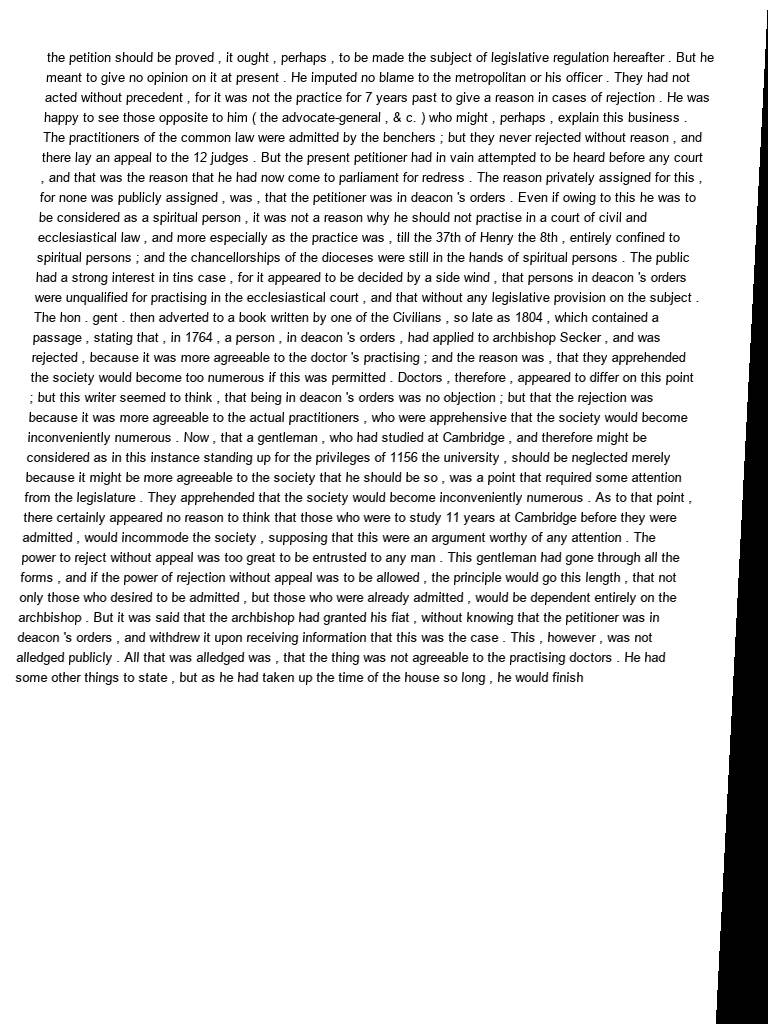 the petition should be proved , it ought , perhaps , to be made the subject of legislative regulation hereafter . But he
meant to give no opinion on it at present . He imputed no blame to the metropolitan or his officer . They had not
acted without precedent , for it was not the practice for 7 years past to give a reason in cases of rejection . He was
happy to see those opposite to him ( the advocate-general , & c. ) who might , perhaps , explain this business .
The practitioners of the common law were admitted by the benchers ; but they never rejected without reason , and
there lay an appeal to the 12 judges . But the present petitioner had in vain attempted to be heard before any court
, and that was the reason that he had now come to parliament for redress . The reason privately assigned for this ,
for none was publicly assigned , was , that the petitioner was in deacon 's orders . Even if owing to this he was to
be considered as a spiritual person , it was not a reason why he should not practise in a court of civil and
ecclesiastical law , and more especially as the practice was , till the 37th of Henry the 8th , entirely confined to
spiritual persons ; and the chancellorships of the dioceses were still in the hands of spiritual persons . The public
had a strong interest in tins case , for it appeared to be decided by a side wind , that persons in deacon 's orders
were unqualified for practising in the ecclesiastical court , and that without any legislative provision on the subject .
The hon . gent . then adverted to a book written by one of the Civilians , so late as 1804 , which contained a
passage , stating that , in 1764 , a person , in deacon 's orders , had applied to archbishop Secker , and was
rejected , because it was more agreeable to the doctor 's practising ; and the reason was , that they apprehended
the society would become too numerous if this was permitted . Doctors , therefore , appeared to differ on this point
; but this writer seemed to think , that being in deacon 's orders was no objection ; but that the rejection was
because it was more agreeable to the actual practitioners , who were apprehensive that the society would become
inconveniently numerous . Now , that a gentleman , who had studied at Cambridge , and therefore might be
considered as in this instance standing up for the privileges of 1156 the university , should be neglected merely
because it might be more agreeable to the society that he should be so , was a point that required some attention
from the legislature . They apprehended that the society would become inconveniently numerous . As to that point ,
there certainly appeared no reason to think that those who were to study 11 years at Cambridge before they were
admitted , would incommode the society , supposing that this were an argument worthy of any attention . The
power to reject without appeal was too great to be entrusted to any man . This gentleman had gone through all the
forms , and if the power of rejection without appeal was to be allowed , the principle would go this length , that not
only those who desired to be admitted , but those who were already admitted , would be dependent entirely on the
archbishop . But it was said that the archbishop had granted his fiat , without knowing that the petitioner was in
deacon 's orders , and withdrew it upon receiving information that this was the case . This , however , was not
alledged publicly . All that was alledged was , that the thing was not agreeable to the practising doctors . He had
some other things to state , but as he had taken up the time of the house so long , he would finish